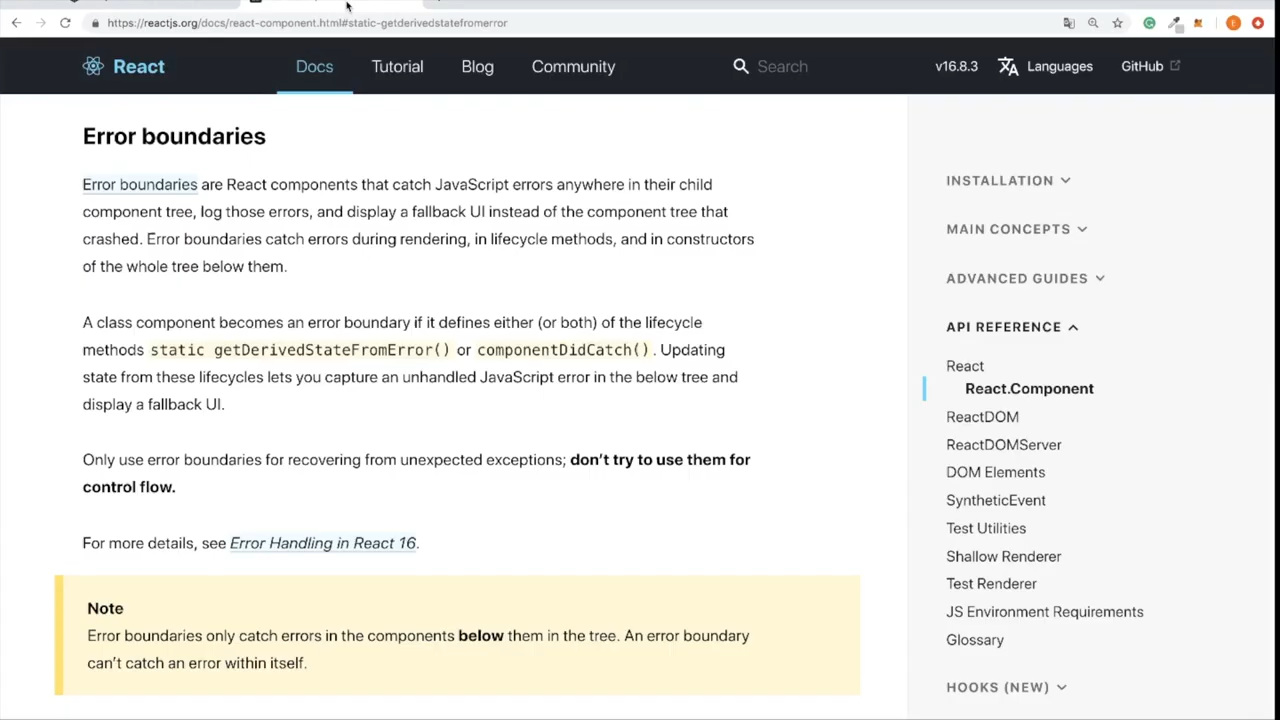 https://reactjs.org/docs/react-component.html#static-getderivedstatefromerror
React
Docs
Tutorial
Blog
Community
Search
v16.8.3
Languages
GitHub
Error boundaries
Error boundaries are React components that catch JavaScript errors anywhere in their child
component tree, log those errors, and display a fallback UI instead of the component tree that
crashed. Error boundaries catch errors during rendering, in lifecycle methods, and in constructors
of the whole tree below them.
A class component becomes an error boundary if it defines either (or both) of the lifecycle
methods static getDerivedStateFromError() or componentDidCatch(). Updating
state from these lifecycles lets you capture an unhandled JavaScript error in the below tree and
display a fallback UI.
Only use error boundaries for recovering from unexpected exceptions; don’t try to use them for
control flow.
For more details, see Error Handling in React 16.
Note
Error boundaries only catch errors in the components below them in the tree. An error boundary
can’t catch an error within itself.
INSTALLATION
MAIN CONCEPTS
ADVANCED GUIDES
API REFERENCE
React
React.Component
ReactDOM
ReactDOMServer
DOM Elements
SyntheticEvent
Test Utilities
Shallow Renderer
Test Renderer
JS Environment Requirements
Glossary
HOOKS (NEW)